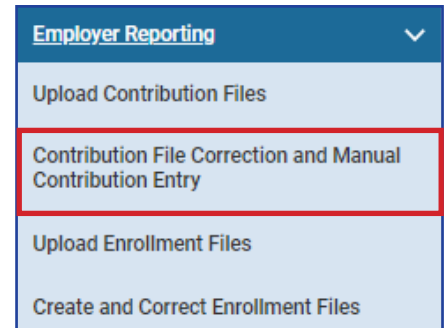 Employer Reporting
Upload Contribution Files
Contribution File Correction and Manual
Contribution Entry
Upload Enrollment Files
Create and Correct Enrollment Files